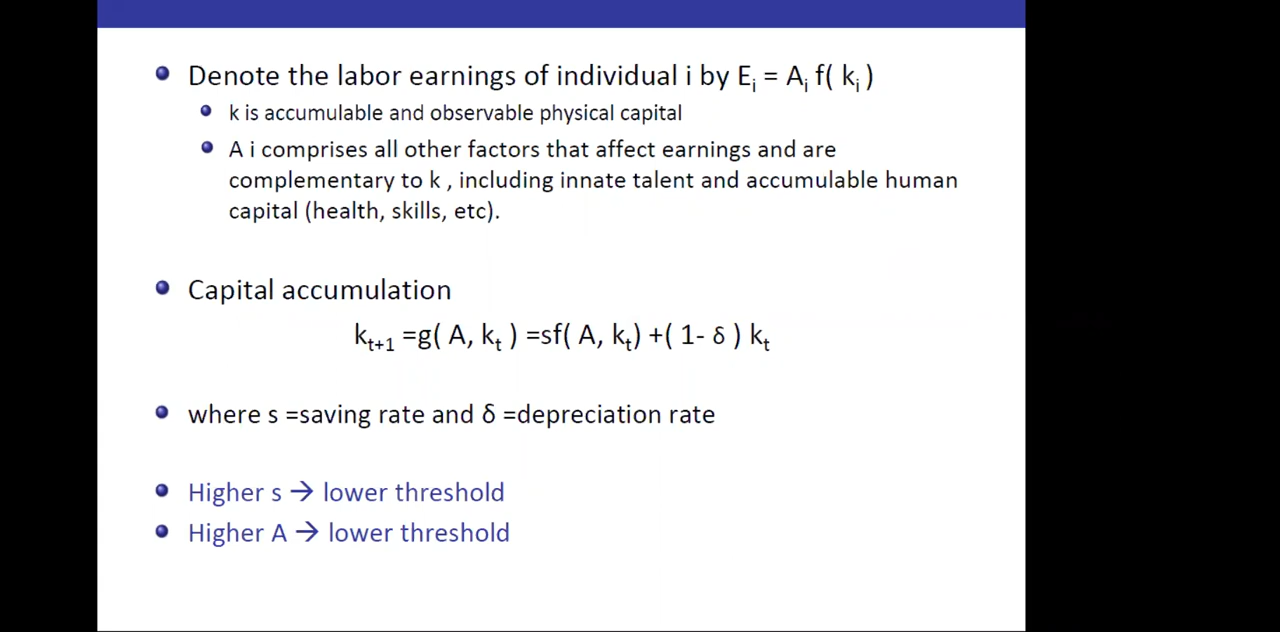 Denote the labor earnings of individual i by Eᵢ = Aᵢ f( kᵢ )
k is accumulable and observable physical capital
A i comprises all other factors that affect earnings and are
complementary to k , including innate talent and accumulable human
capital (health, skills, etc).
Capital accumulation
kₜ₊₁ =g( A, kₜ ) =sf( A, kₜ) +( 1- δ ) kₜ
where s =saving rate and δ =depreciation rate
Higher s → lower threshold
Higher A → lower threshold